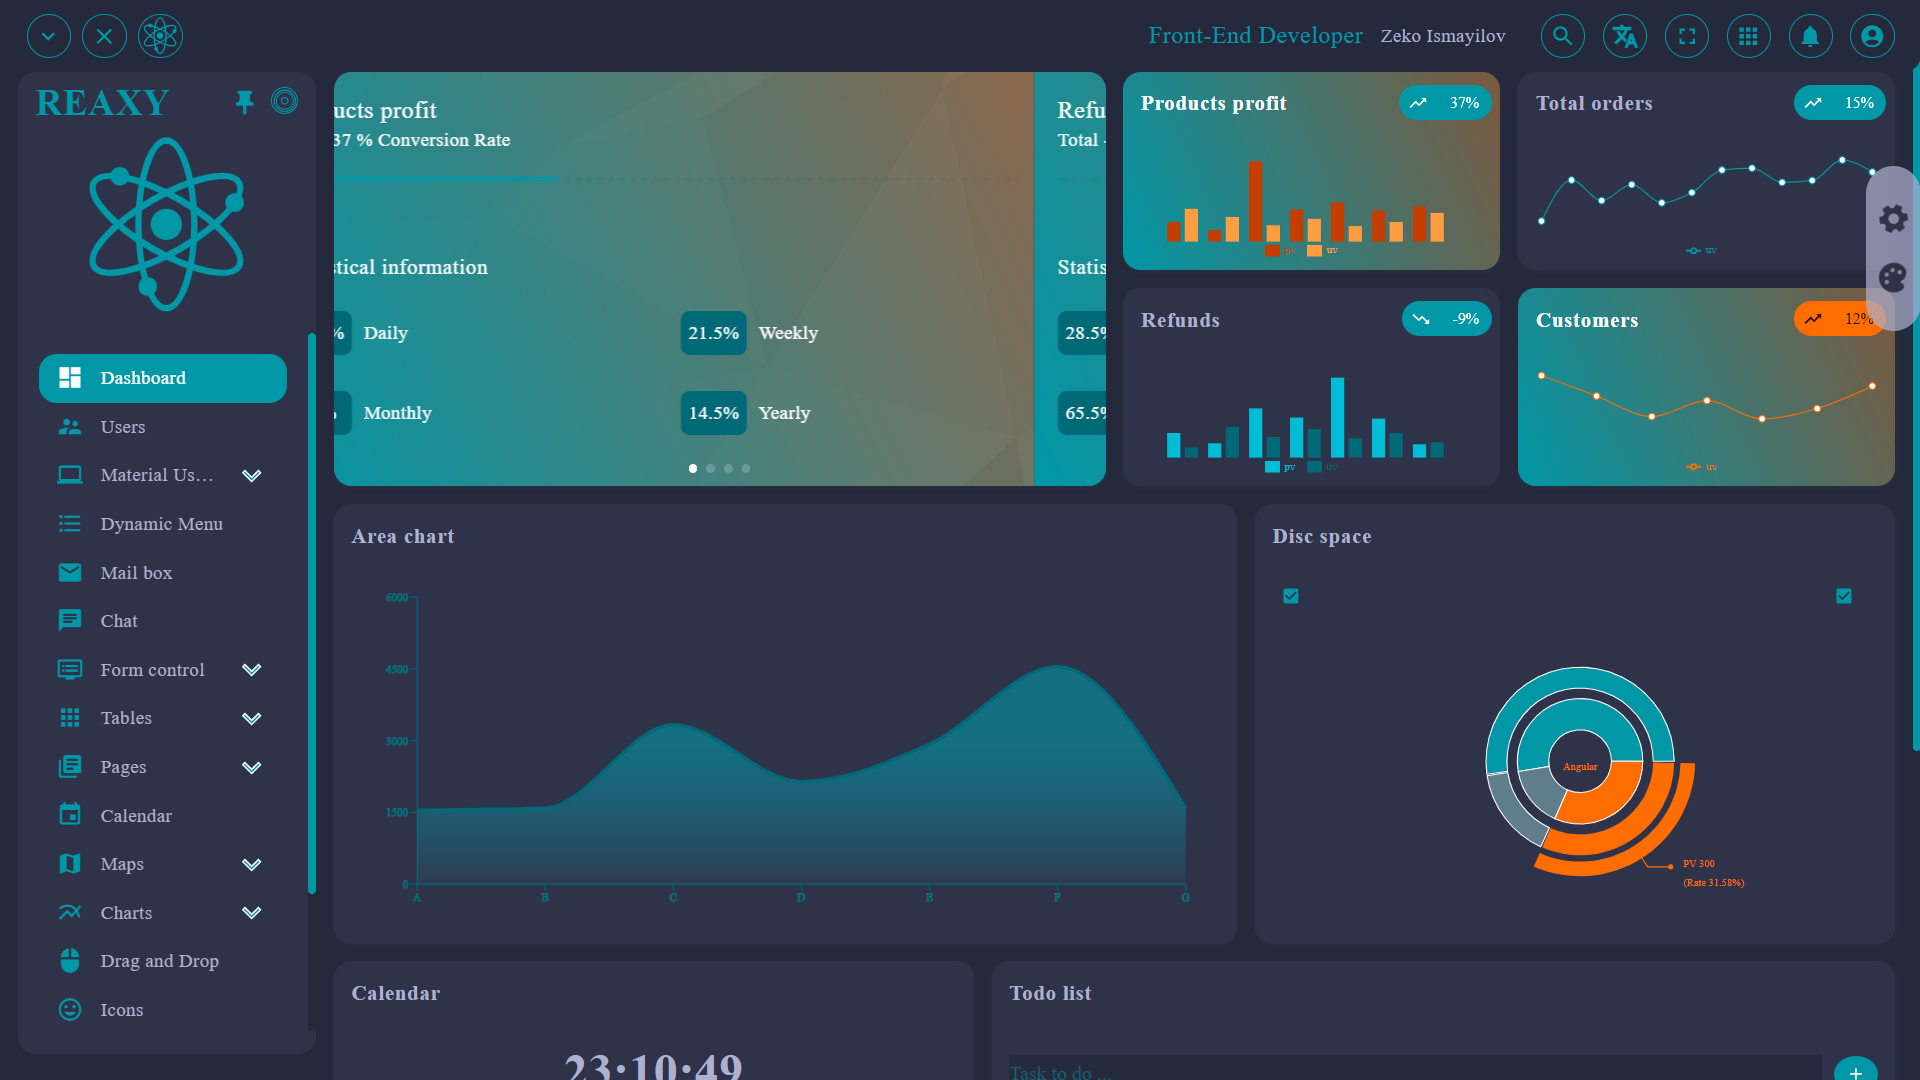 Front-End Developer Zeko Ismayilov
REAXY
Dashboard
Users
Material Us...
Dynamic Menu
Mail box
Chat
Form control
Tables
Pages
Calendar
Maps
Charts
Drag and Drop
Icons
ucts profit
37 % Conversion Rate
tical information
% Daily
21.5% Weekly
Monthly
14.5% Yearly
Refu
Total -
Statis
28.5%
65.5%
Products profit
37%
pv uv
Total orders
15%
uv
Refunds
-9%
pv uv
Customers
12%
uv
Area chart
6000
4500
3000
1500
0
A B C D E F G
Disc space
Angular
PV 300
(Rate 31.58%)
Calendar
23:10:49
Todo list
Task to do ...